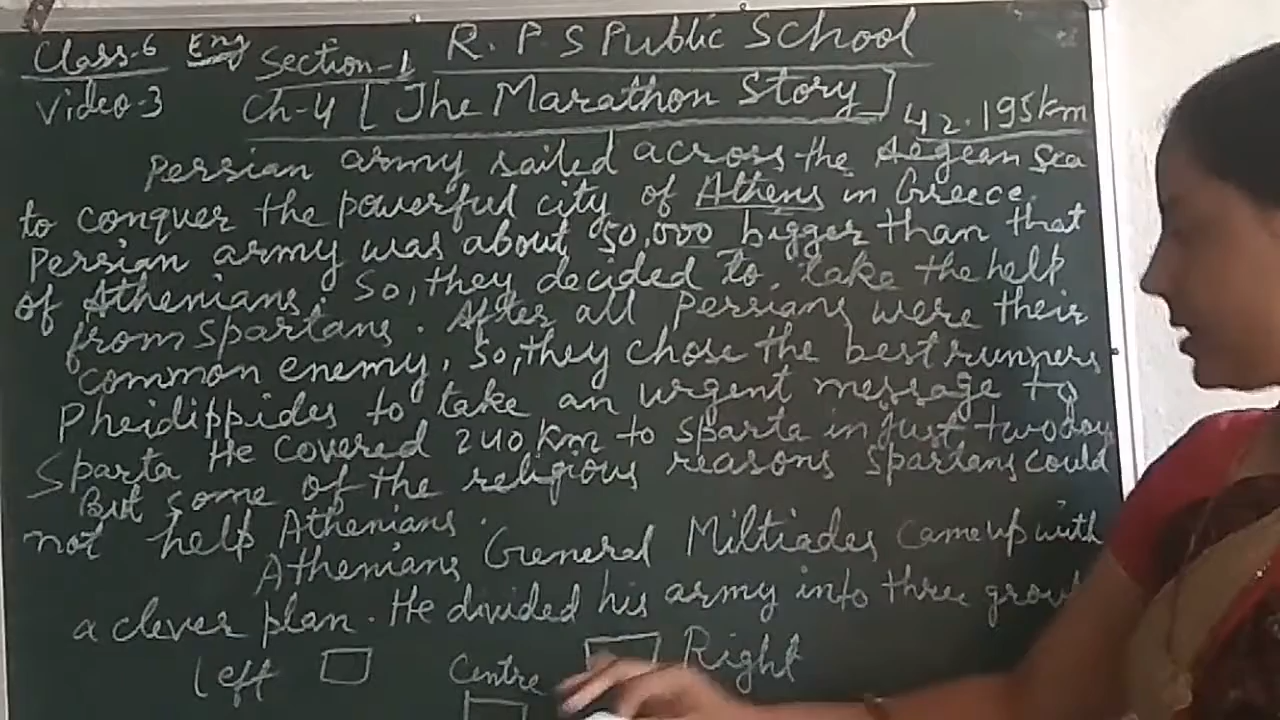 Class-6 Eng Section-1 R.P S Public School
Video-3 Ch-4 [The Marathon Story] 42.195km
Persian army sailed across the Aegean Sea
to conquer the powerful city of Athens in Greece.
Persian army was about 50,000 bigger than that
of Athenians. So, they decided to take the help
from Spartans. After all Persians were their
common enemy. So, they chose the best runners
Pheidippides to take an urgent message to
Sparta He covered 240 km to Sparta in just two day
But some of the religious reasons Spartans could
not help Athenians.
Athenians General Miltiades came up with
a clever plan. He divided his army into three
left Centre Right